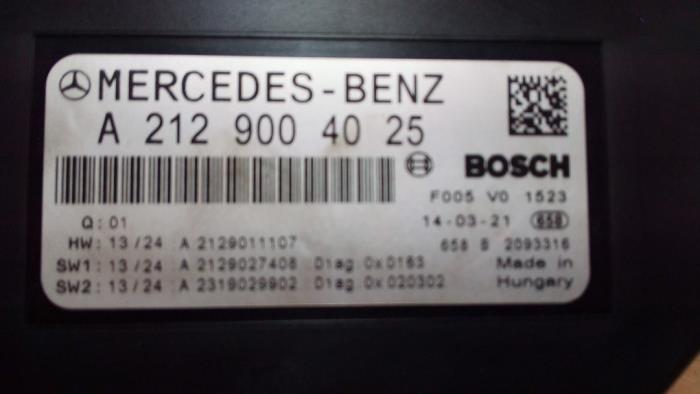 MERCEDES-BENZ
A 212 900 40 25
BOSCH
F005 V0 1523
Q: 01
14-03-21 658
HW: 13/24 A 2129011107
658 B 2093316
SW1: 13/24 A 2129027408 Diag 0x0163
Made in
SW2: 13/24 A 2319029902 Diag 0x020302
Hungary